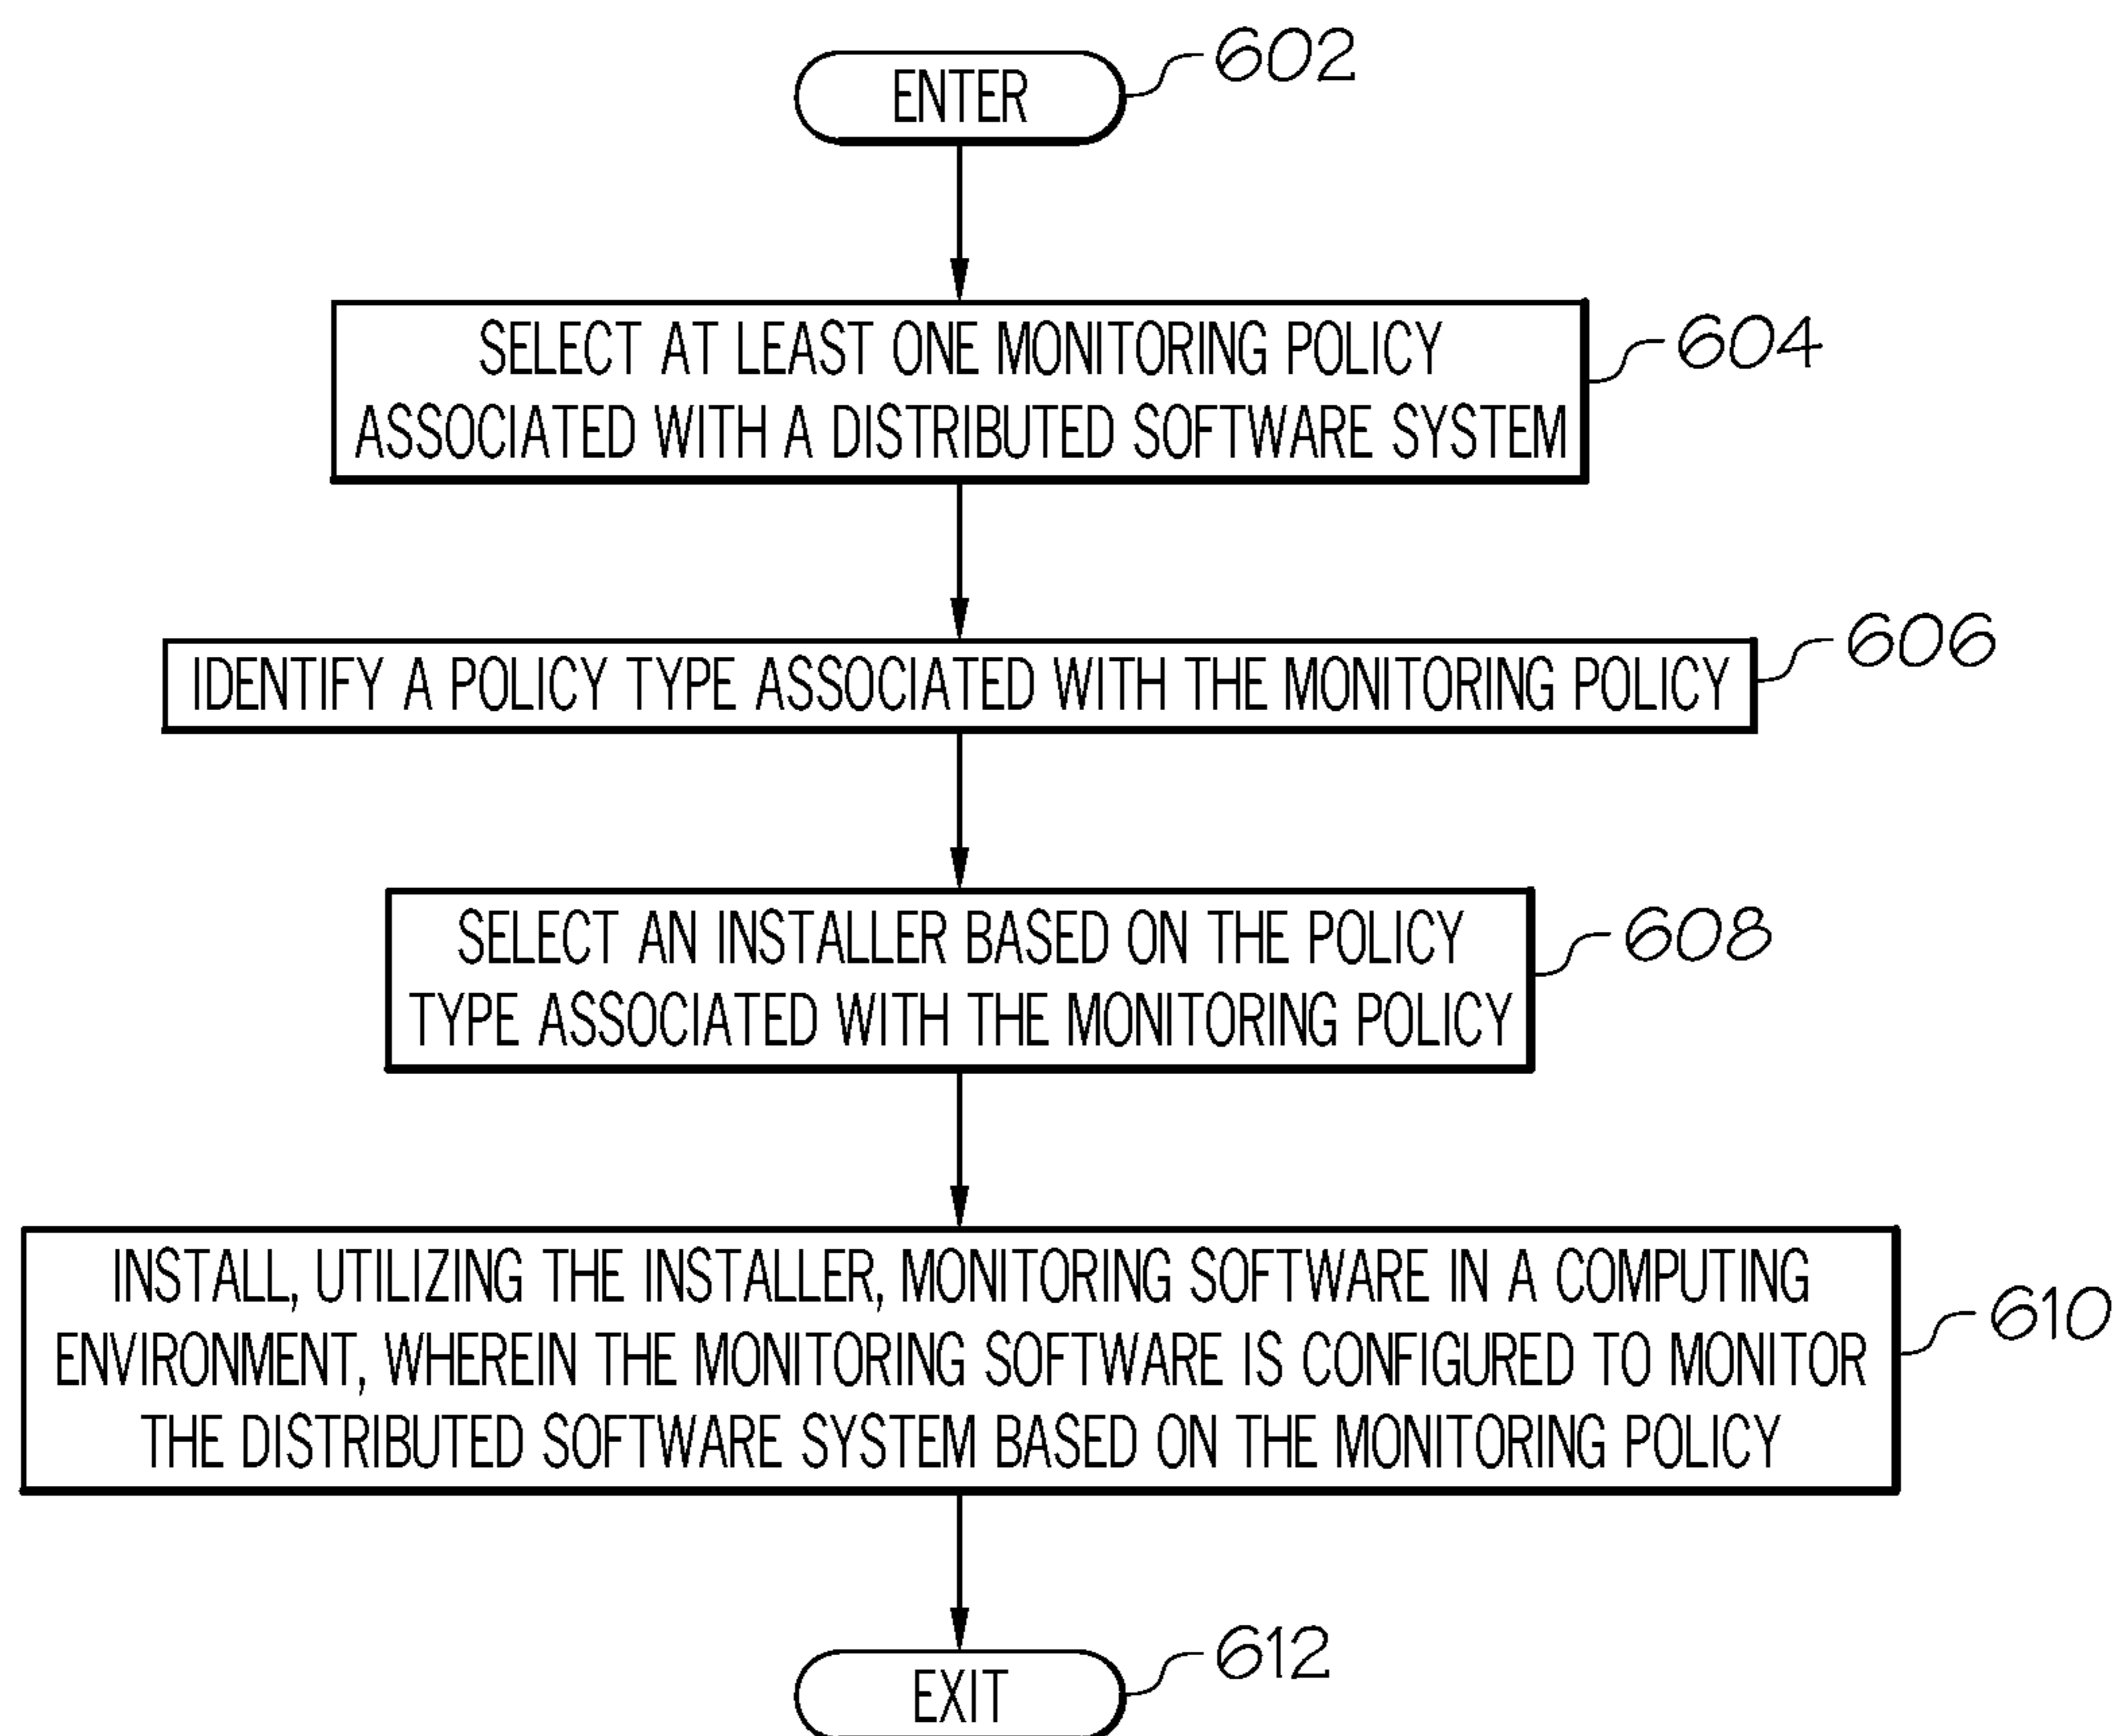 ENTER
602
SELECT AT LEAST ONE MONITORING POLICY
ASSOCIATED WITH A DISTRIBUTED SOFTWARE SYSTEM
604
IDENTIFY A POLICY TYPE ASSOCIATED WITH THE MONITORING POLICY
606
SELECT AN INSTALLER BASED ON THE POLICY
TYPE ASSOCIATED WITH THE MONITORING POLICY
608
INSTALL, UTILIZING THE INSTALLER, MONITORING SOFTWARE IN A COMPUTING
ENVIRONMENT, WHEREIN THE MONITORING SOFTWARE IS CONFIGURED TO MONITOR
THE DISTRIBUTED SOFTWARE SYSTEM BASED ON THE MONITORING POLICY
610
EXIT
612